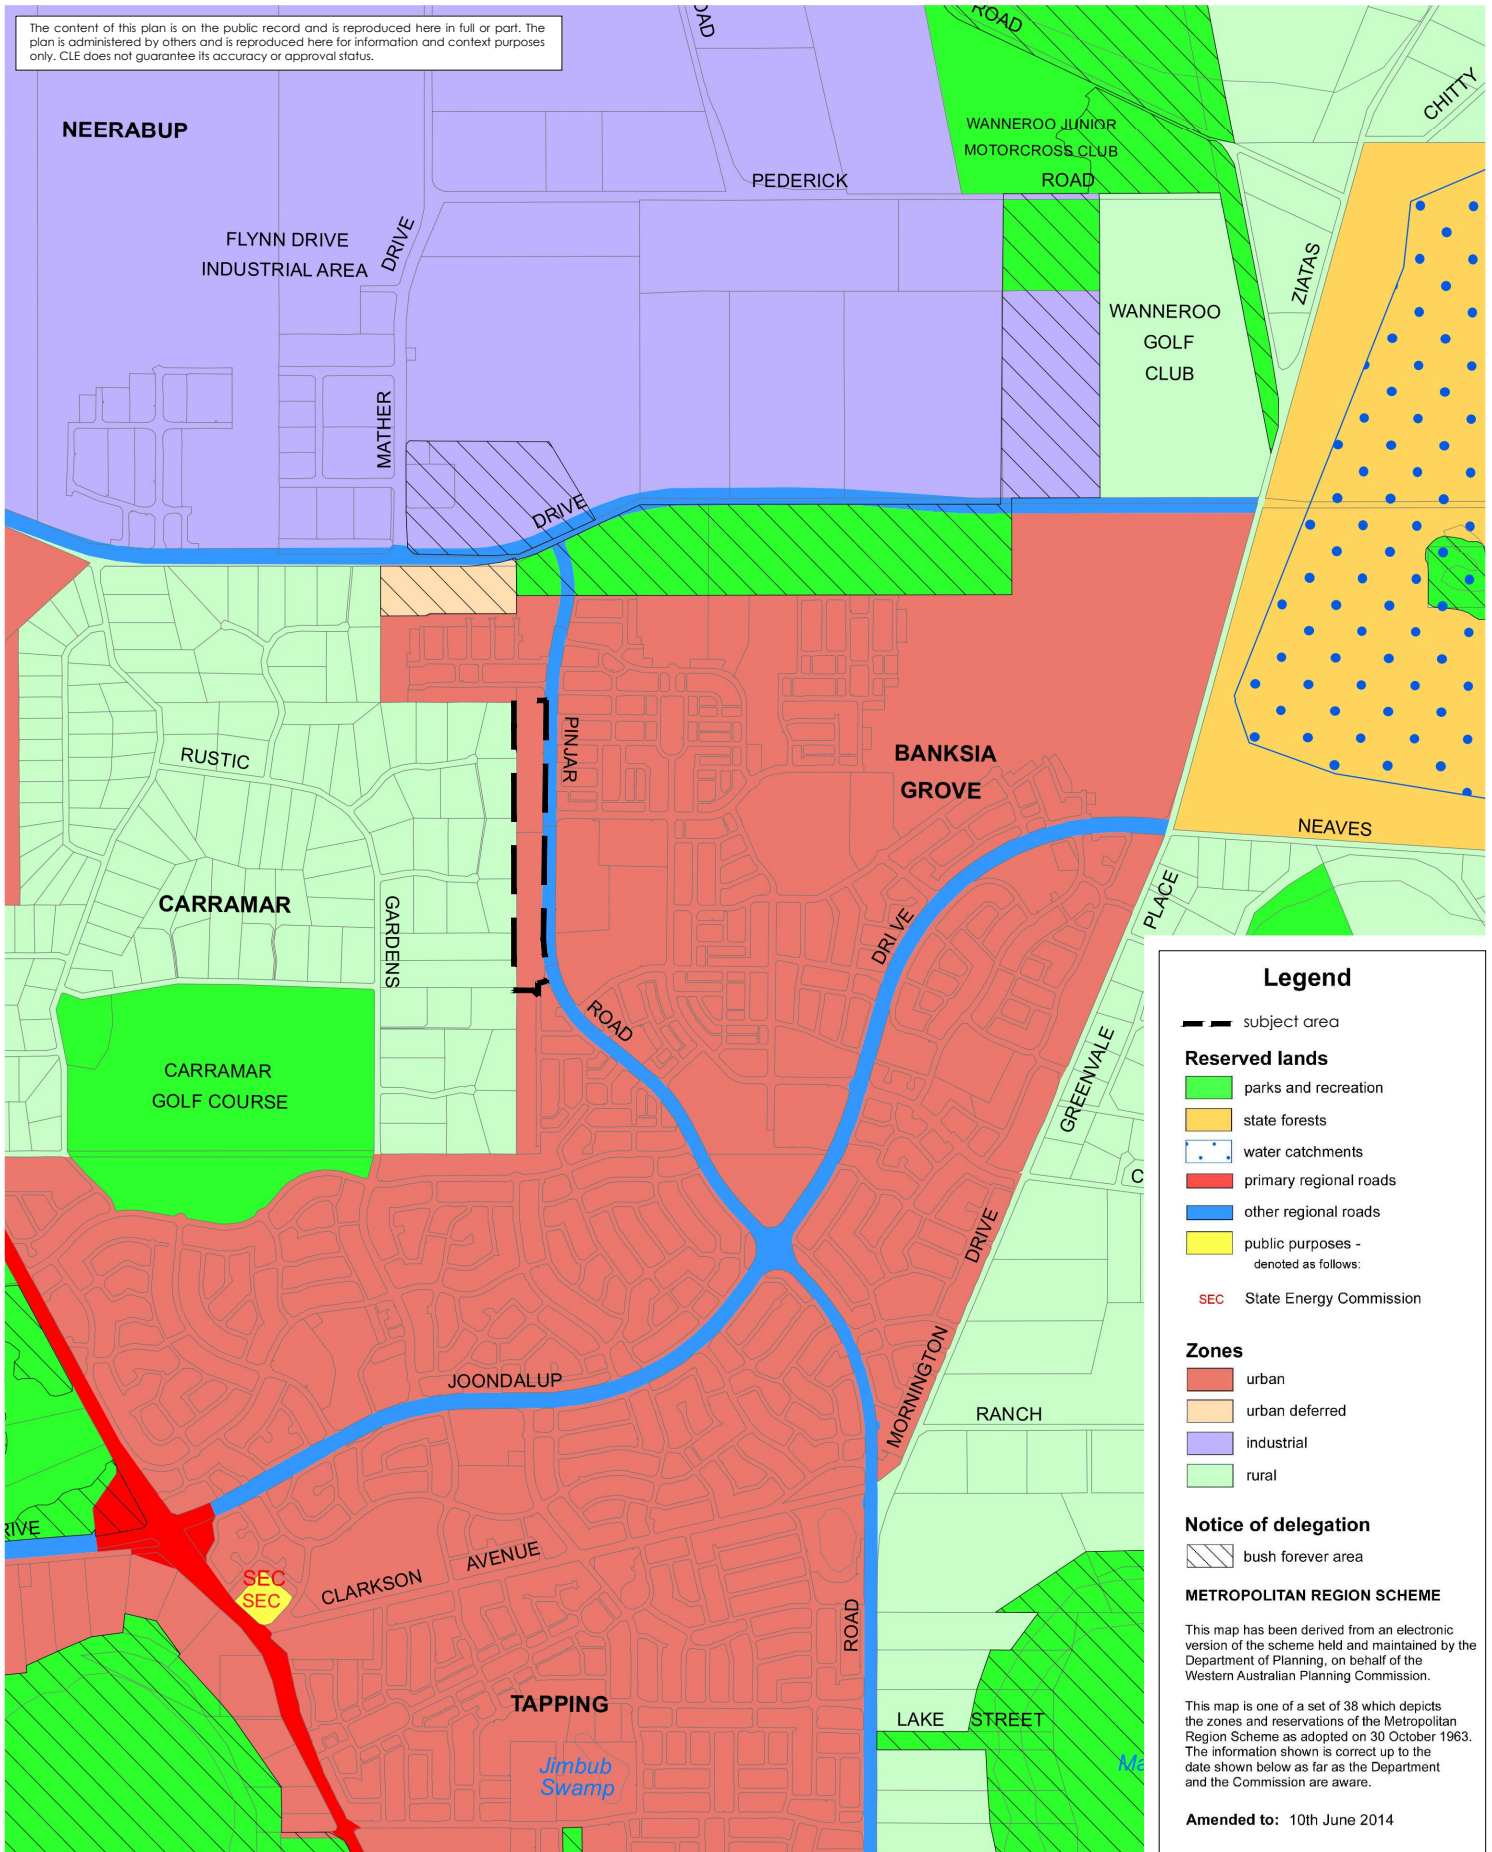 The content of this plan is on the public record and is reproduced here in full or part. The
plan is administered by others and is reproduced here for information and context purposes
only. CLE does not guarantee its accuracy or approval status.
ROAD
CHITTY
NEERABUP
WANNEROO JUNIOR
MOTORCROSS CLUB
PEDERICK
ROAD
FLYNN DRIVE
INDUSTRIAL AREA
DRIVE
ZIATAS
WANNEROO
GOLF
CLUB
MATHER
DRIVE
PINJAR
RUSTIC
BANKSIA
GROVE
NEAVES
CARRAMAR
GARDENS
DRIVE
PLACE
ROAD
CARRAMAR
GOLF COURSE
GREENVALE
DRIVE
JOONDALUP
MORNINGTON
RANCH
SEC
SEC
CLARKSON
AVENUE
ROAD
TAPPING
LAKE
STREET
Jimbub
Swamp
Legend
subject area
Reserved lands
parks and recreation
state forests
water catchments
primary regional roads
other regional roads
public purposes -
denoted as follows:
SEC State Energy Commission
Zones
urban
urban deferred
industrial
rural
Notice of delegation
bush forever area
METROPOLITAN REGION SCHEME
This map has been derived from an electronic
version of the scheme held and maintained by the
Department of Planning, on behalf of the
Western Australian Planning Commission.
This map is one of a set of 38 which depicts
the zones and reservations of the Metropolitan
Region Scheme as adopted on 30 October 1963.
The information shown is correct up to the
date shown below as far as the Department
and the Commission are aware.
Amended to: 10th June 2014